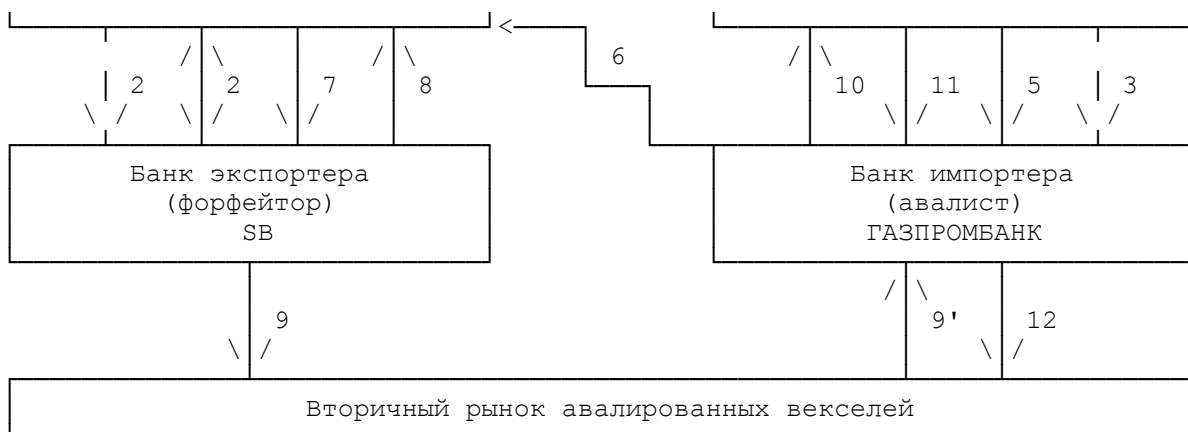 6
2 2 7 8 10 11 5 3
Банк экспортера Банк импортера
(форфейтор) (авалист)
SB ГАЗПРОМБАНК
9 9' 12
Вторичный рынок авалированных векселей